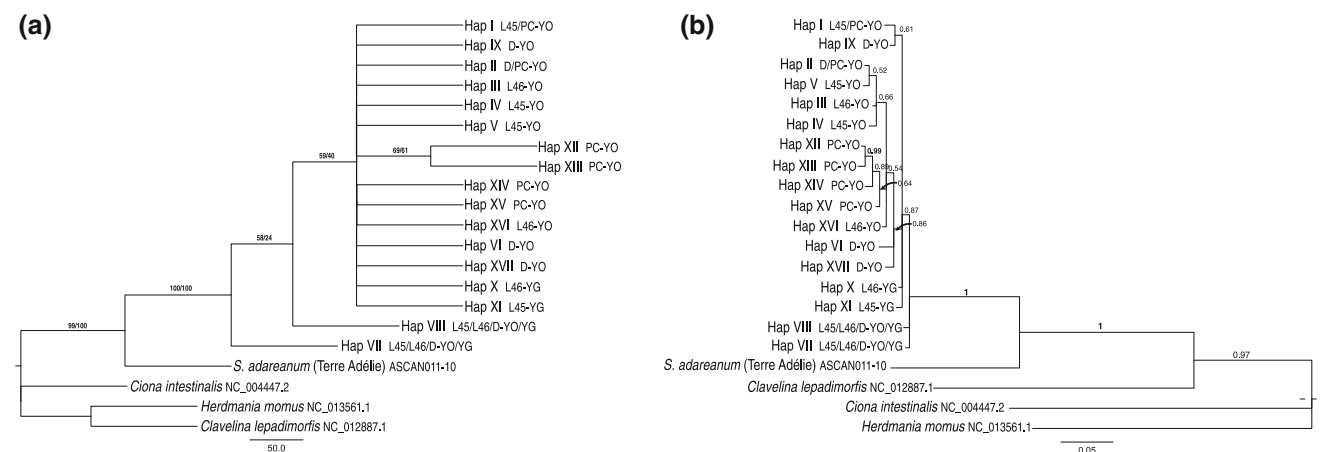 (a)
Hap I L45/PC-YO
Hap IX D-YO
Hap II D/PC-YO
Hap III L46-YO
Hap IV L45-YO
Hap V L45-YO
59/40
69/61
Hap XII PC-YO
Hap XIII PC-YO
Hap XIV PC-YO
Hap XV PC-YO
Hap XVI L46-YO
58/24
Hap VI D-YO
Hap XVII D-YO
Hap X L46-YG
100/100
Hap XI L45-YG
Hap VIII L45/L46/D-YO/YG
99/100
Hap VII L45/L46/D-YO/YG
S. adareanum (Terre Adélie) ASCAN011-10
Ciona intestinalis NC_004447.2
Herdmania momus NC_013561.1
Clavelina lepadimorfis NC_012887.1
50.0
(b)
Hap I L45/PC-YO
0.61
Hap IX D-YO
Hap II D/PC-YO
0.52
Hap V L45-YO
0.66
Hap III L46-YO
Hap IV L45-YO
Hap XII PC-YO
0.99
Hap XIII PC-YO
0.89
0.54
Hap XIV PC-YO
0.64
Hap XV PC-YO
0.87
Hap XVI L46-YO
0.86
Hap VI D-YO
Hap XVII D-YO
Hap X L46-YG
1
Hap XI L45-YG
Hap VIII L45/L46/D-YO/YG
1
Hap VII L45/L46/D-YO/YG
0.97
S. adareanum (Terre Adélie) ASCAN011-10
Clavelina lepadimorfis NC_012887.1
Ciona intestinalis NC_004447.2
Herdmania momus NC_013561.1
0.05